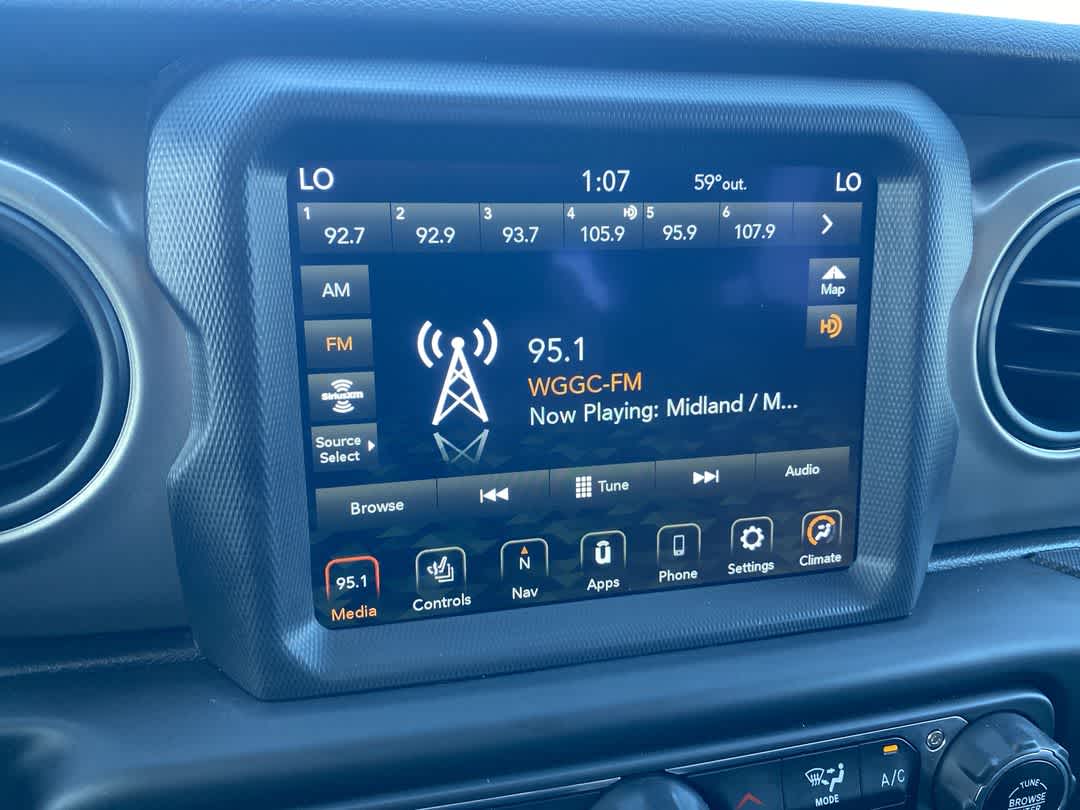 LO 1:07 59°out. LO
1 2 3 4 HD 5 6
92.7 92.9 93.7 105.9 95.9 107.9
AM
Map
FM
HD
SiriusXM
Source
Select
95.1
WGGC-FM
Now Playing: Midland / M...
Browse Tune Audio
95.1
Media Controls N Nav Apps Phone Settings Climate
MODE
A/C
TUNE
BROWSE